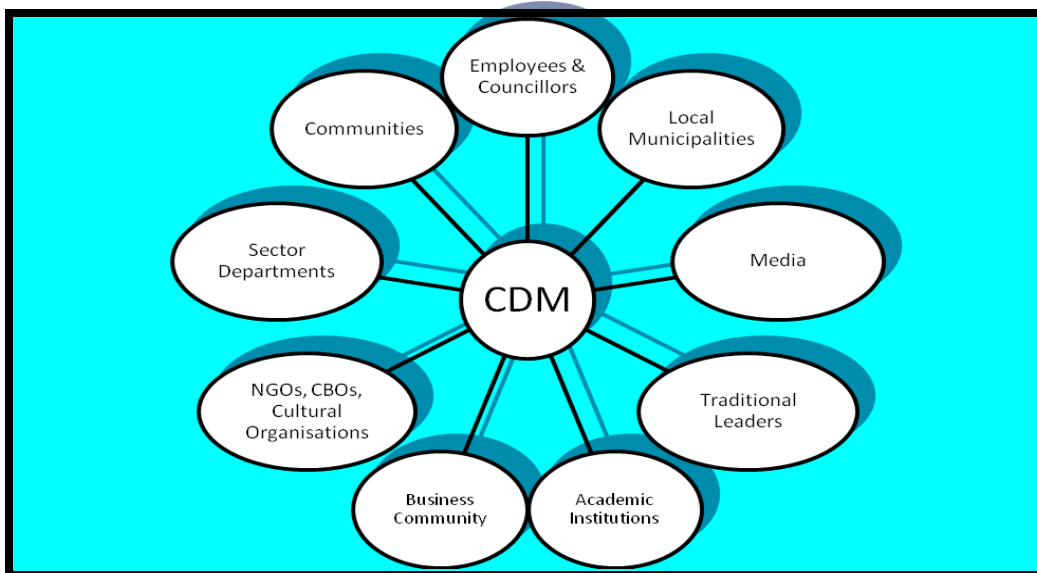 Employees &
Councillors
Communities
Local
Municipalities
Sector
Departments
Media
CDM
NGOs, CBOs,
Cultural
Organisations
Traditional
Leaders
Business
Community
Academic
Institutions